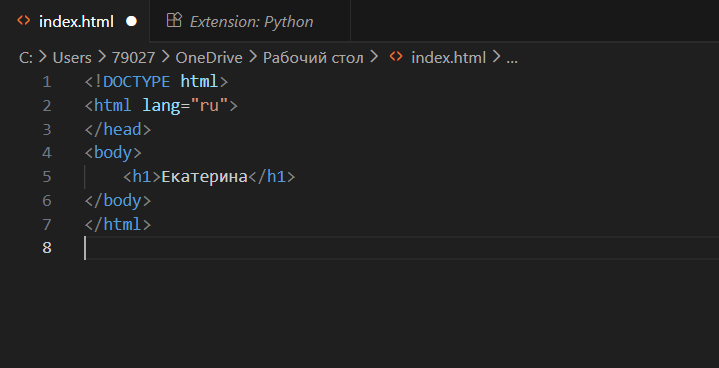 index.html
Extension: Python
C: > Users > 79027 > OneDrive > Рабочий стол > index.html > ...
1 <!DOCTYPE html>
2 <html lang="ru">
3 </head>
4 <body>
5 <h1>Екатерина</h1>
6 </body>
7 </html>
8